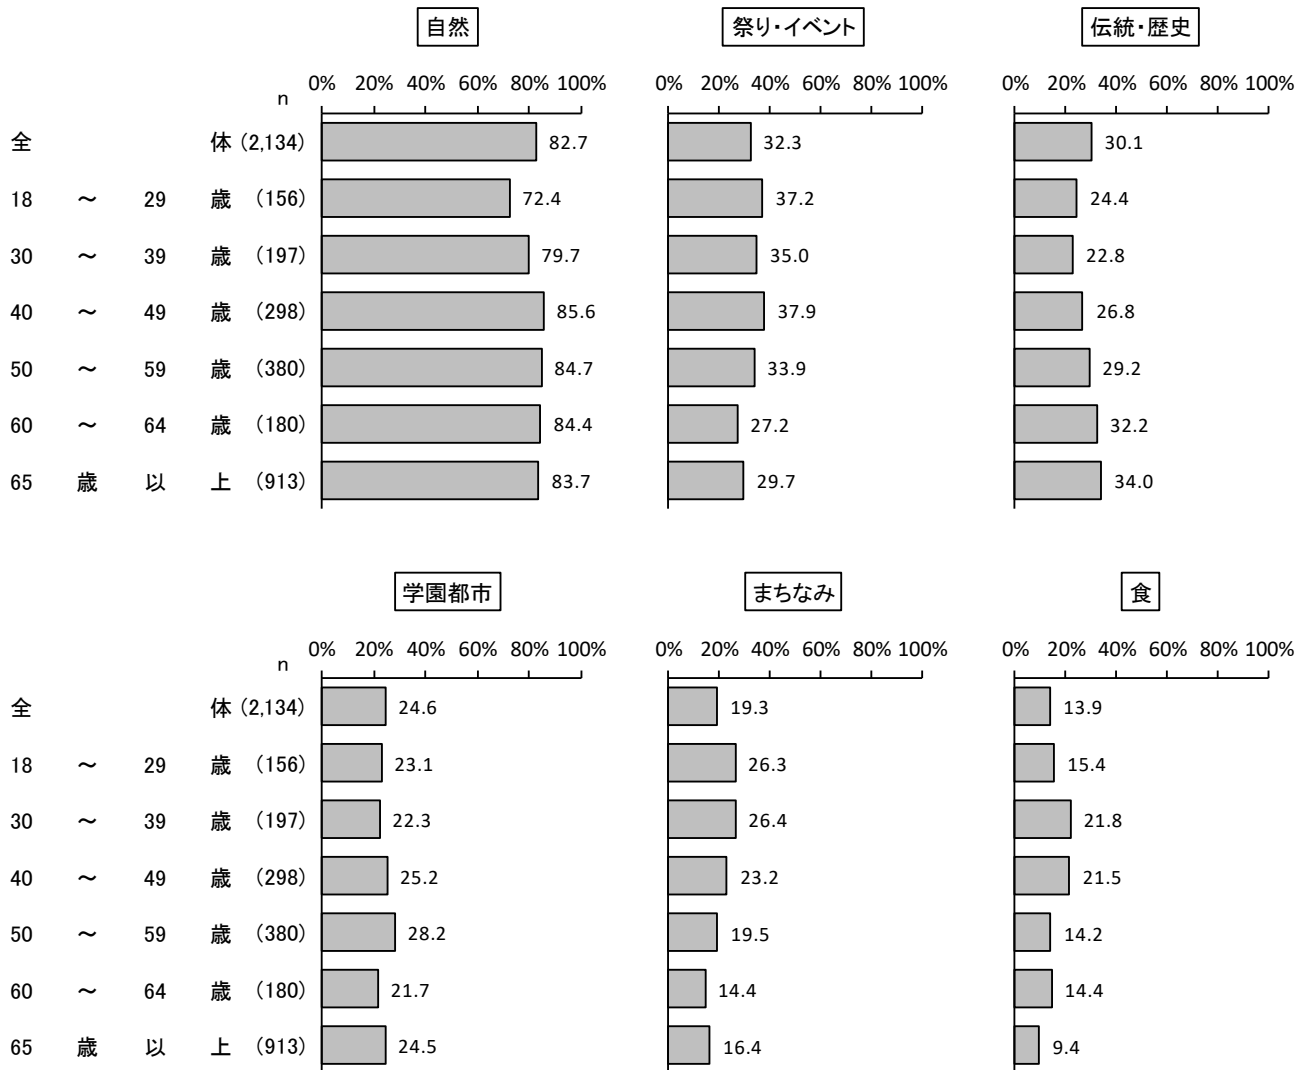 自然 祭り・イベント 伝統・歴史
0% 20% 40% 60% 80% 100% 0% 20% 40% 60% 80% 100% 0% 20% 40% 60% 80% 100%
n
全体 (2,134) 82.7 32.3 30.1
18 ～ 29 歳 (156) 72.4 37.2 24.4
30 ～ 39 歳 (197) 79.7 35.0 22.8
40 ～ 49 歳 (298) 85.6 37.9 26.8
50 ～ 59 歳 (380) 84.7 33.9 29.2
60 ～ 64 歳 (180) 84.4 27.2 32.2
65 歳 以 上 (913) 83.7 29.7 34.0
学園都市 まちなみ 食
0% 20% 40% 60% 80% 100% 0% 20% 40% 60% 80% 100% 0% 20% 40% 60% 80% 100%
n
全体 (2,134) 24.6 19.3 13.9
18 ～ 29 歳 (156) 23.1 26.3 15.4
30 ～ 39 歳 (197) 22.3 26.4 21.8
40 ～ 49 歳 (298) 25.2 23.2 21.5
50 ～ 59 歳 (380) 28.2 19.5 14.2
60 ～ 64 歳 (180) 21.7 14.4 14.4
65 歳 以 上 (913) 24.5 16.4 9.4